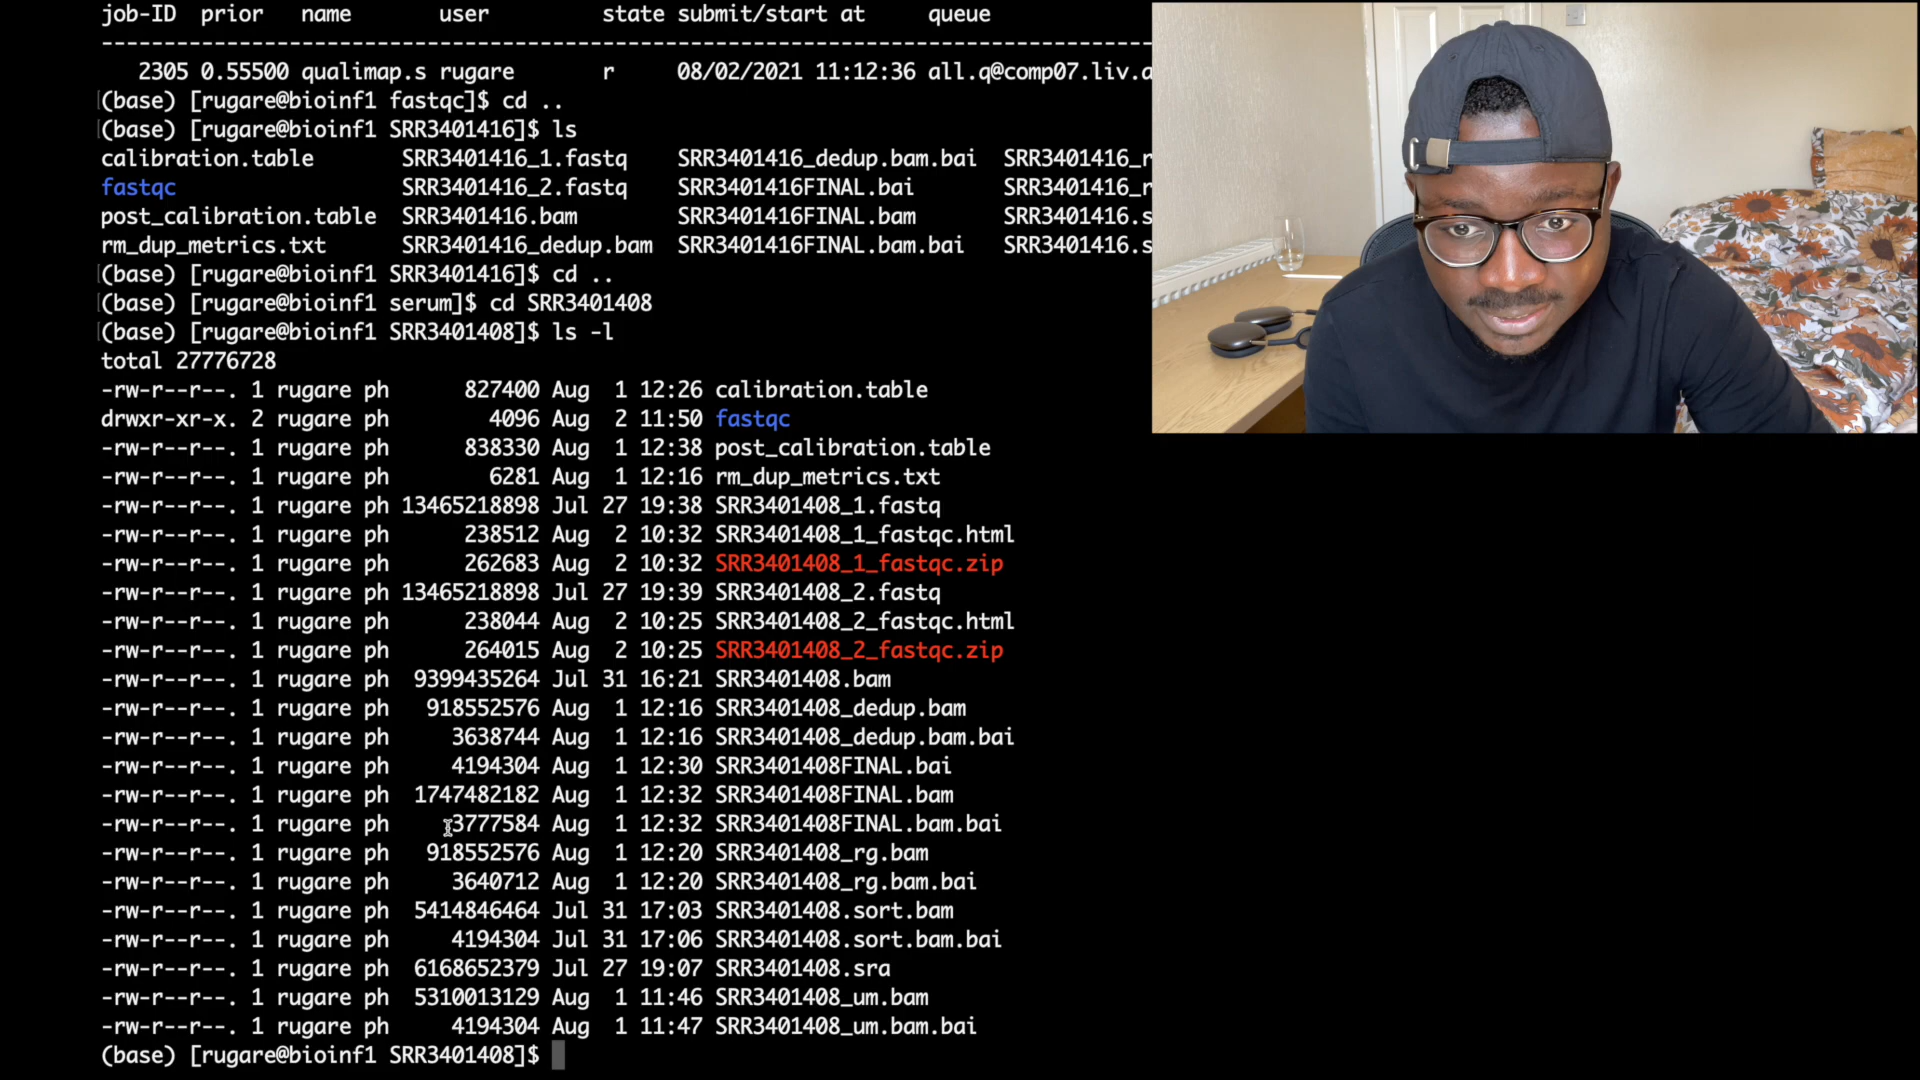 job-ID  prior   name       user         state submit/start at     queue
------------------------------------------------------------------------------------
   2305 0.55500 qualimap.s rugare       r     08/02/2021 11:12:36 all.q@comp07.liv.a
(base) [rugare@bioinf1 fastqc]$ cd ..
(base) [rugare@bioinf1 SRR3401416]$ ls
calibration.table       SRR3401416_1.fastq    SRR3401416_dedup.bam.bai  SRR3401416_r
fastqc                  SRR3401416_2.fastq    SRR3401416FINAL.bai       SRR3401416_r
post_calibration.table  SRR3401416.bam        SRR3401416FINAL.bam       SRR3401416.s
rm_dup_metrics.txt      SRR3401416_dedup.bam  SRR3401416FINAL.bam.bai   SRR3401416.s
(base) [rugare@bioinf1 SRR3401416]$ cd ..
(base) [rugare@bioinf1 serum]$ cd SRR3401408
(base) [rugare@bioinf1 SRR3401408]$ ls -l
total 27776728
-rw-r--r--. 1 rugare ph      827400 Aug  1 12:26 calibration.table
drwxr-xr-x. 2 rugare ph        4096 Aug  2 11:50 fastqc
-rw-r--r--. 1 rugare ph      838330 Aug  1 12:38 post_calibration.table
-rw-r--r--. 1 rugare ph        6281 Aug  1 12:16 rm_dup_metrics.txt
-rw-r--r--. 1 rugare ph 13465218898 Jul 27 19:38 SRR3401408_1.fastq
-rw-r--r--. 1 rugare ph      238512 Aug  2 10:32 SRR3401408_1_fastqc.html
-rw-r--r--. 1 rugare ph      262683 Aug  2 10:32 SRR3401408_1_fastqc.zip
-rw-r--r--. 1 rugare ph 13465218898 Jul 27 19:39 SRR3401408_2.fastq
-rw-r--r--. 1 rugare ph      238044 Aug  2 10:25 SRR3401408_2_fastqc.html
-rw-r--r--. 1 rugare ph      264015 Aug  2 10:25 SRR3401408_2_fastqc.zip
-rw-r--r--. 1 rugare ph  9399435264 Jul 31 16:21 SRR3401408.bam
-rw-r--r--. 1 rugare ph   918552576 Aug  1 12:16 SRR3401408_dedup.bam
-rw-r--r--. 1 rugare ph     3638744 Aug  1 12:16 SRR3401408_dedup.bam.bai
-rw-r--r--. 1 rugare ph     4194304 Aug  1 12:30 SRR3401408FINAL.bai
-rw-r--r--. 1 rugare ph  1747482182 Aug  1 12:32 SRR3401408FINAL.bam
-rw-r--r--. 1 rugare ph     3777584 Aug  1 12:32 SRR3401408FINAL.bam.bai
-rw-r--r--. 1 rugare ph   918552576 Aug  1 12:20 SRR3401408_rg.bam
-rw-r--r--. 1 rugare ph     3640712 Aug  1 12:20 SRR3401408_rg.bam.bai
-rw-r--r--. 1 rugare ph  5414846464 Jul 31 17:03 SRR3401408.sort.bam
-rw-r--r--. 1 rugare ph     4194304 Jul 31 17:06 SRR3401408.sort.bam.bai
-rw-r--r--. 1 rugare ph  6168652379 Jul 27 19:07 SRR3401408.sra
-rw-r--r--. 1 rugare ph  5310013129 Aug  1 11:46 SRR3401408_um.bam
-rw-r--r--. 1 rugare ph     4194304 Aug  1 11:47 SRR3401408_um.bam.bai
(base) [rugare@bioinf1 SRR3401408]$